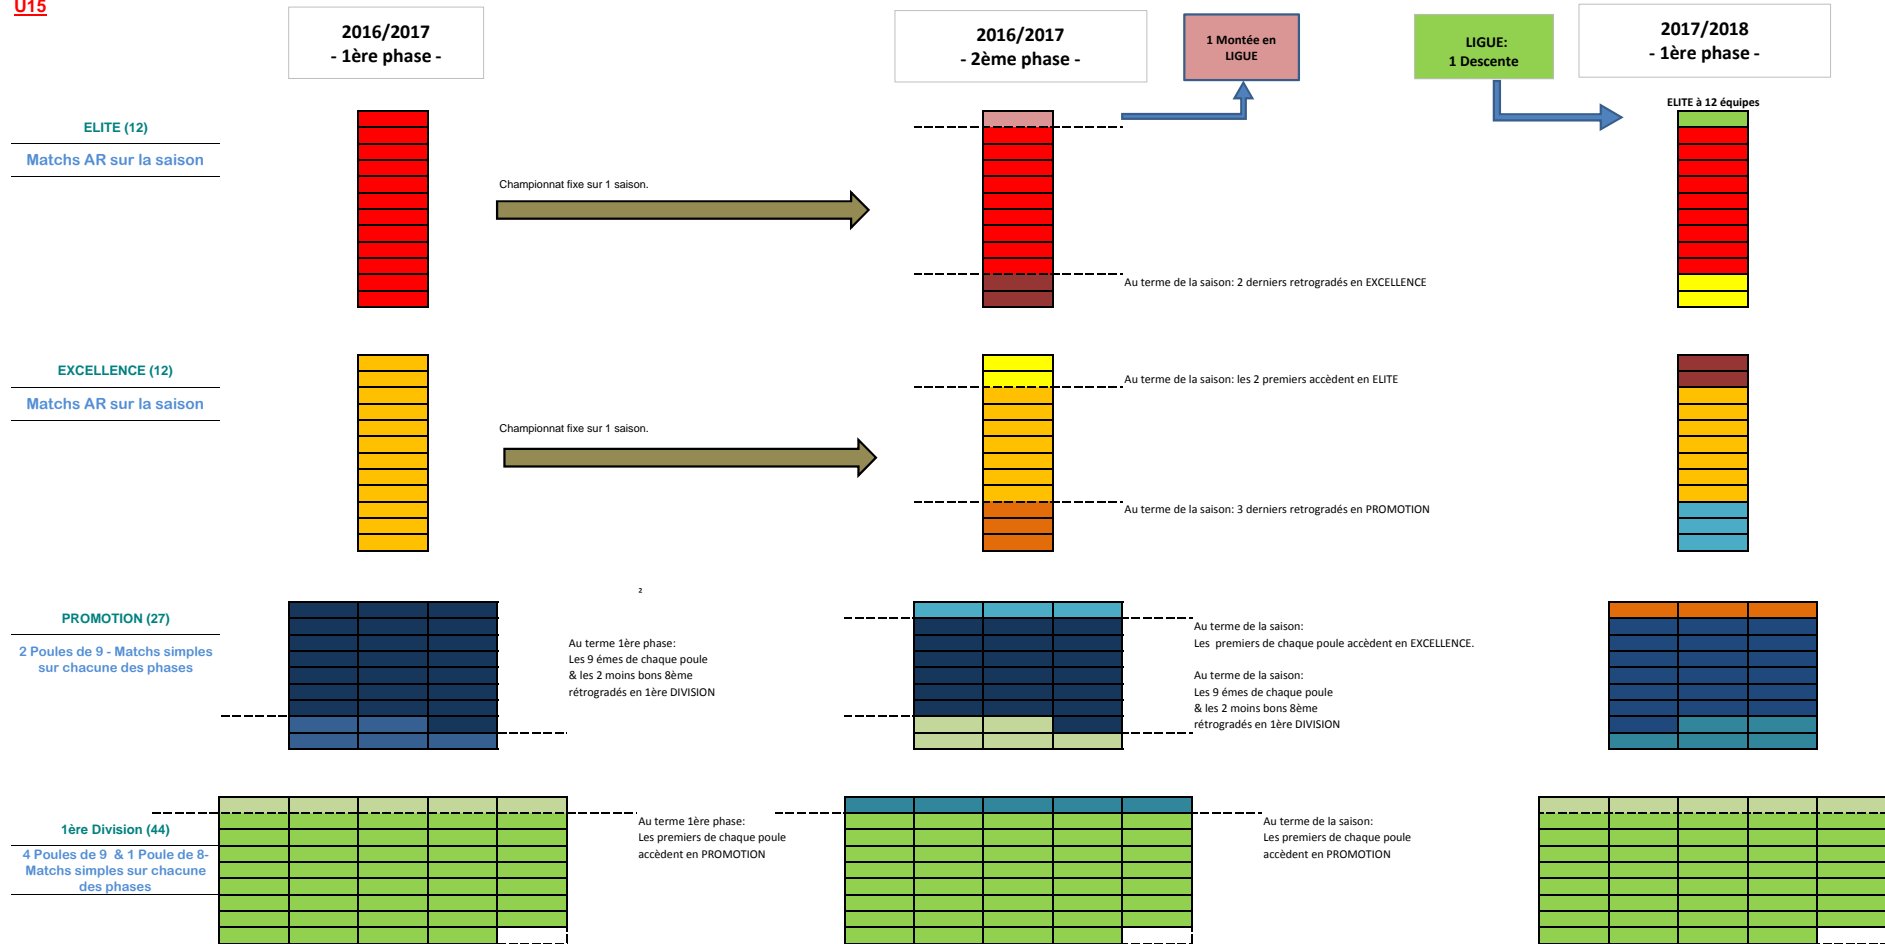 U15
2016/2017
- 1ère phase -
2016/2017
- 2ème phase -
1 Montée en
LIGUE
LIGUE:
1 Descente
2017/2018
- 1ère phase -
ELITE à 12 équipes
ELITE (12)
Matchs AR sur la saison
Championnat fixe sur 1 saison.
Au terme de la saison: 2 derniers retrogradés en EXCELLENCE
EXCELLENCE (12)
Matchs AR sur la saison
Au terme de la saison: les 2 premiers accèdent en ELITE
Championnat fixe sur 1 saison.
Au terme de la saison: 3 derniers retrogradés en PROMOTION
2
PROMOTION (27)
2 Poules de 9 - Matchs simples
sur chacune des phases
Au terme 1ère phase:
Les 9 émes de chaque poule
& les 2 moins bons 8ème
rétrogradés en 1ère DIVISION
Au terme de la saison:
Les  premiers de chaque poule accèdent en EXCELLENCE.
Au terme de la saison:
Les 9 émes de chaque poule
& les 2 moins bons 8ème
rétrogradés en 1ère DIVISION
1ère Division (44)
4 Poules de 9  & 1 Poule de 8-
Matchs simples sur chacune
des phases
Au terme 1ère phase:
Les premiers de chaque poule
accèdent en PROMOTION
Au terme de la saison:
Les premiers de chaque poule
accèdent en PROMOTION